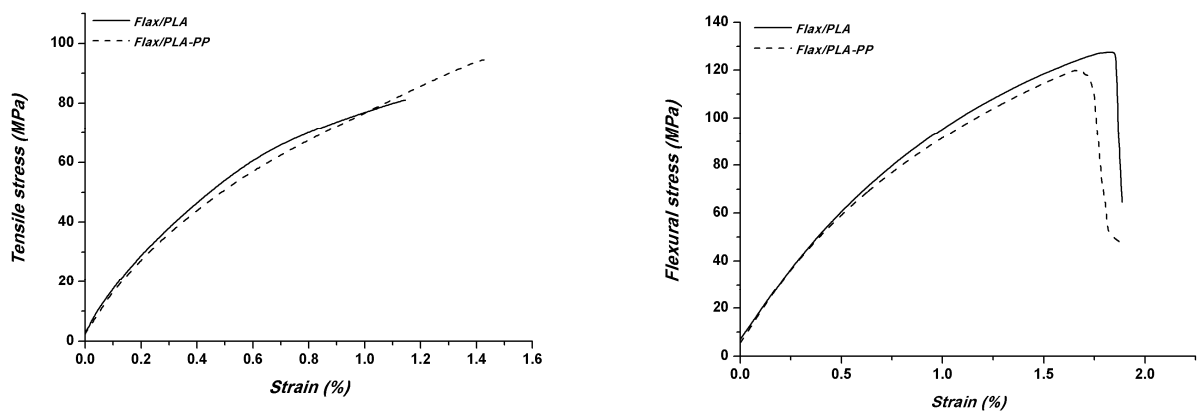 Flax/PLA
Flax/PLA-PP
Tensile stress (MPa)
100
80
60
40
20
0
0.0 0.2 0.4 0.6 0.8 1.0 1.2 1.4 1.6
Strain (%)
Flax/PLA
Flax/PLA-PP
Flexural stress (MPa)
140
120
100
80
60
40
20
0
0.0 0.5 1.0 1.5 2.0
Strain (%)